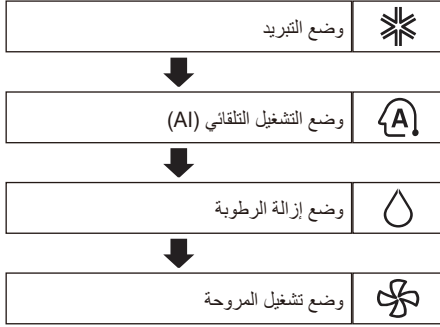 وضع التبريد
وضع التشغيل التلقائي (AI)
A
وضع إزالة الرطوبة
وضع تشغيل المروحة